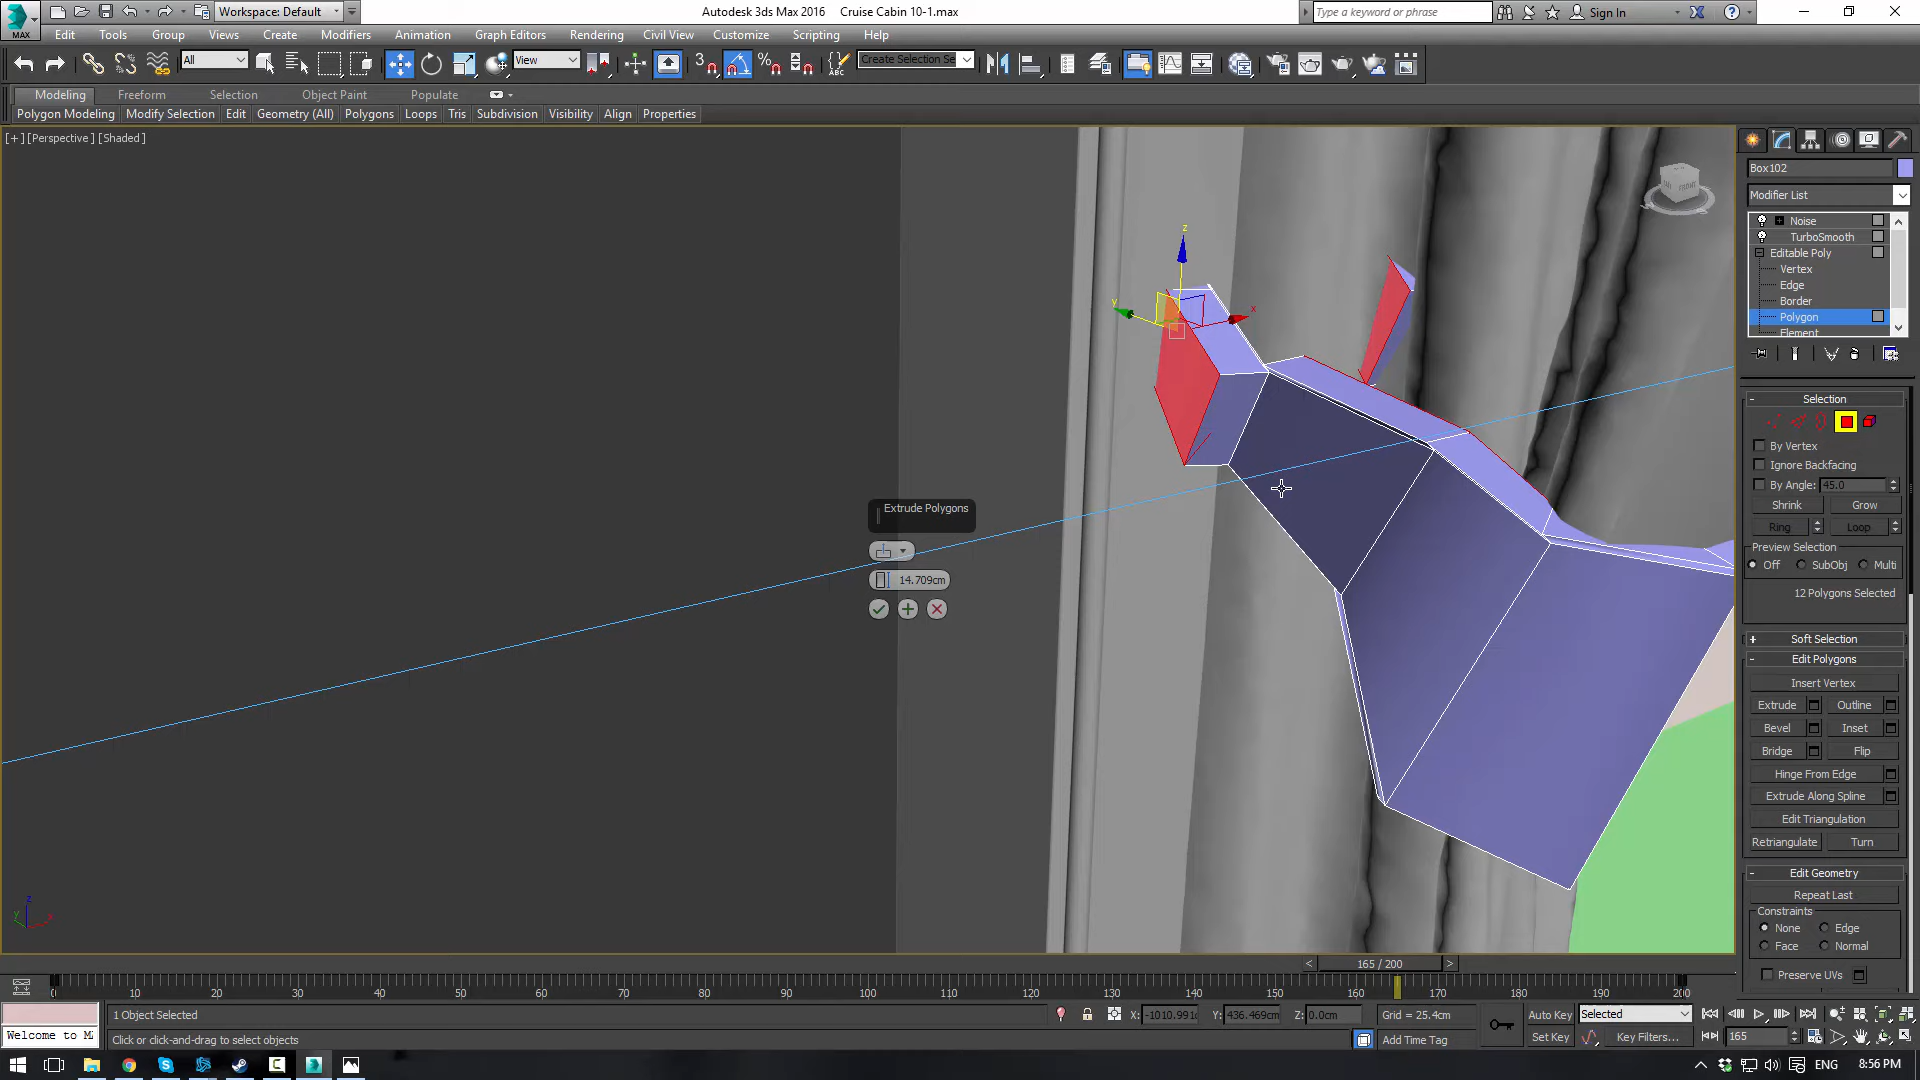 MAX
Workspace: Default
Autodesk 3ds Max 2016    Cruise Cabin 10-1.max
Type a keyword or phrase
Sign In
Edit Tools Group Views Create Modifiers Animation Graph Editors Rendering Civil View Customize Scripting Help
All
View
3
ABC
Create Selection Se
Modeling Freeform Selection Object Paint Populate
Polygon Modeling Modify Selection Edit Geometry (All) Polygons Loops Tris Subdivision Visibility Align Properties
[+] [Perspective] [Shaded]
FRONT
z
y
x
Extrude Polygons
14.709cm
z
y
x
Box102
Modifier List
Noise
TurboSmooth
Editable Poly
Vertex
Edge
Border
Polygon
Element
Selection
By Vertex
Ignore Backfacing
By Angle: 45.0
Shrink Grow
Ring Loop
Preview Selection
Off SubObj Multi
12 Polygons Selected
Soft Selection
Edit Polygons
Insert Vertex
Extrude Outline
Bevel Inset
Bridge Flip
Hinge From Edge
Extrude Along Spline
Edit Triangulation
Retriangulate Turn
Edit Geometry
Repeat Last
Constraints
None Edge
Face Normal
Preserve UVs
< 165 / 200 >
0 10 20 30 40 50 60 70 80 90 100 110 120 130 140 150 160 170 180 190 200
1 Object Selected
X: -1010.991c Y: 436.469cm Z: 0.0cm Grid = 25.4cm
Auto Key Selected
Welcome to M
Click or click-and-drag to select objects
Add Time Tag
Set Key Key Filters...
165
ENG 8:56 PM